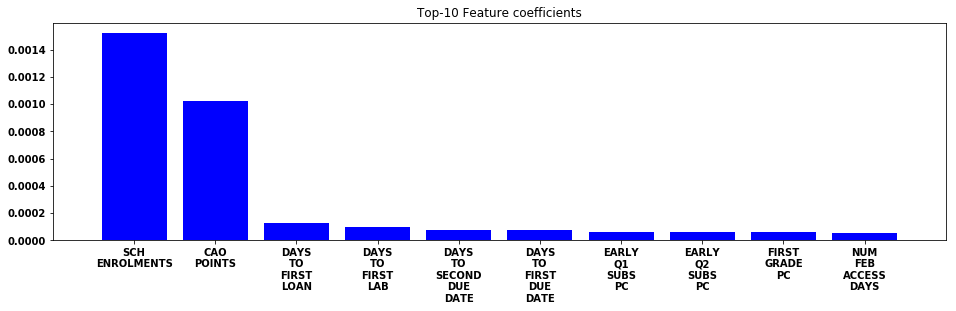 Top-10 Feature coefficients
0.0014
0.0012
0.0010
0.0008
0.0006
0.0004
0.0002
0.0000
SCH
ENROLMENTS
CAO
POINTS
DAYS
TO
FIRST
LOAN
DAYS
TO
FIRST
LAB
DAYS
TO
SECOND
DUE
DATE
DAYS
TO
FIRST
DUE
DATE
EARLY
Q1
SUBS
PC
EARLY
Q2
SUBS
PC
FIRST
GRADE
PC
NUM
FEB
ACCESS
DAYS